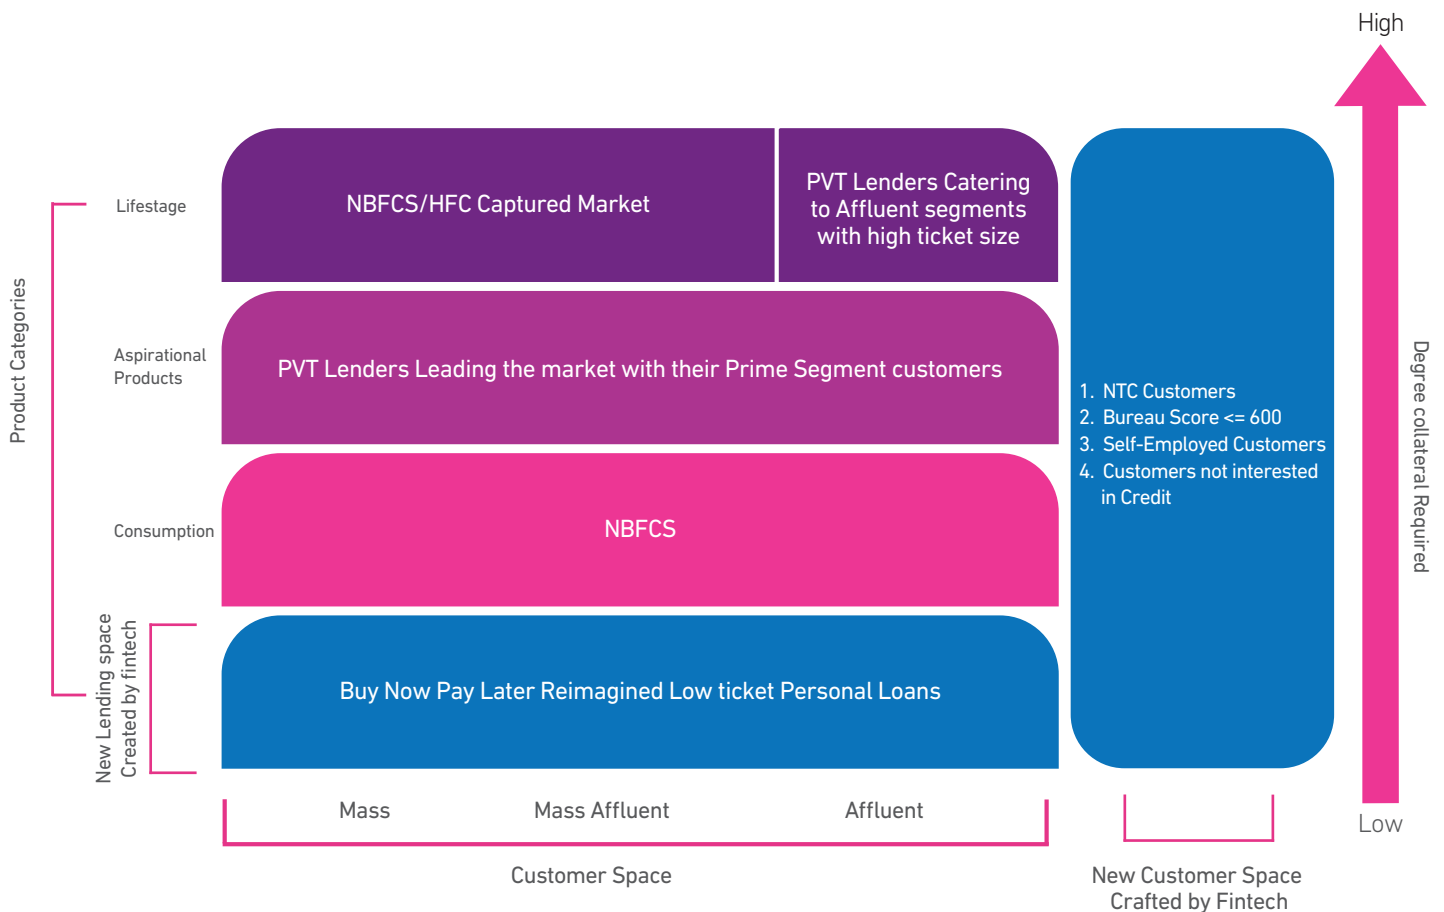 High
Lifestage
NBFCS/HFC Captured Market
PVT Lenders Catering
to Affluent segments
with high ticket size
Product Categories
Aspirational
Products
PVT Lenders Leading the market with their Prime Segment customers
1. NTC Customers
2. Bureau Score <= 600
3. Self-Employed Customers
4. Customers not interested
in Credit
Degree collateral Required
Consumption
NBFCS
New Lending space
Created by fintech
Buy Now Pay Later Reimagined Low ticket Personal Loans
Mass
Mass Affluent
Affluent
Low
Customer Space
New Customer Space
Crafted by Fintech